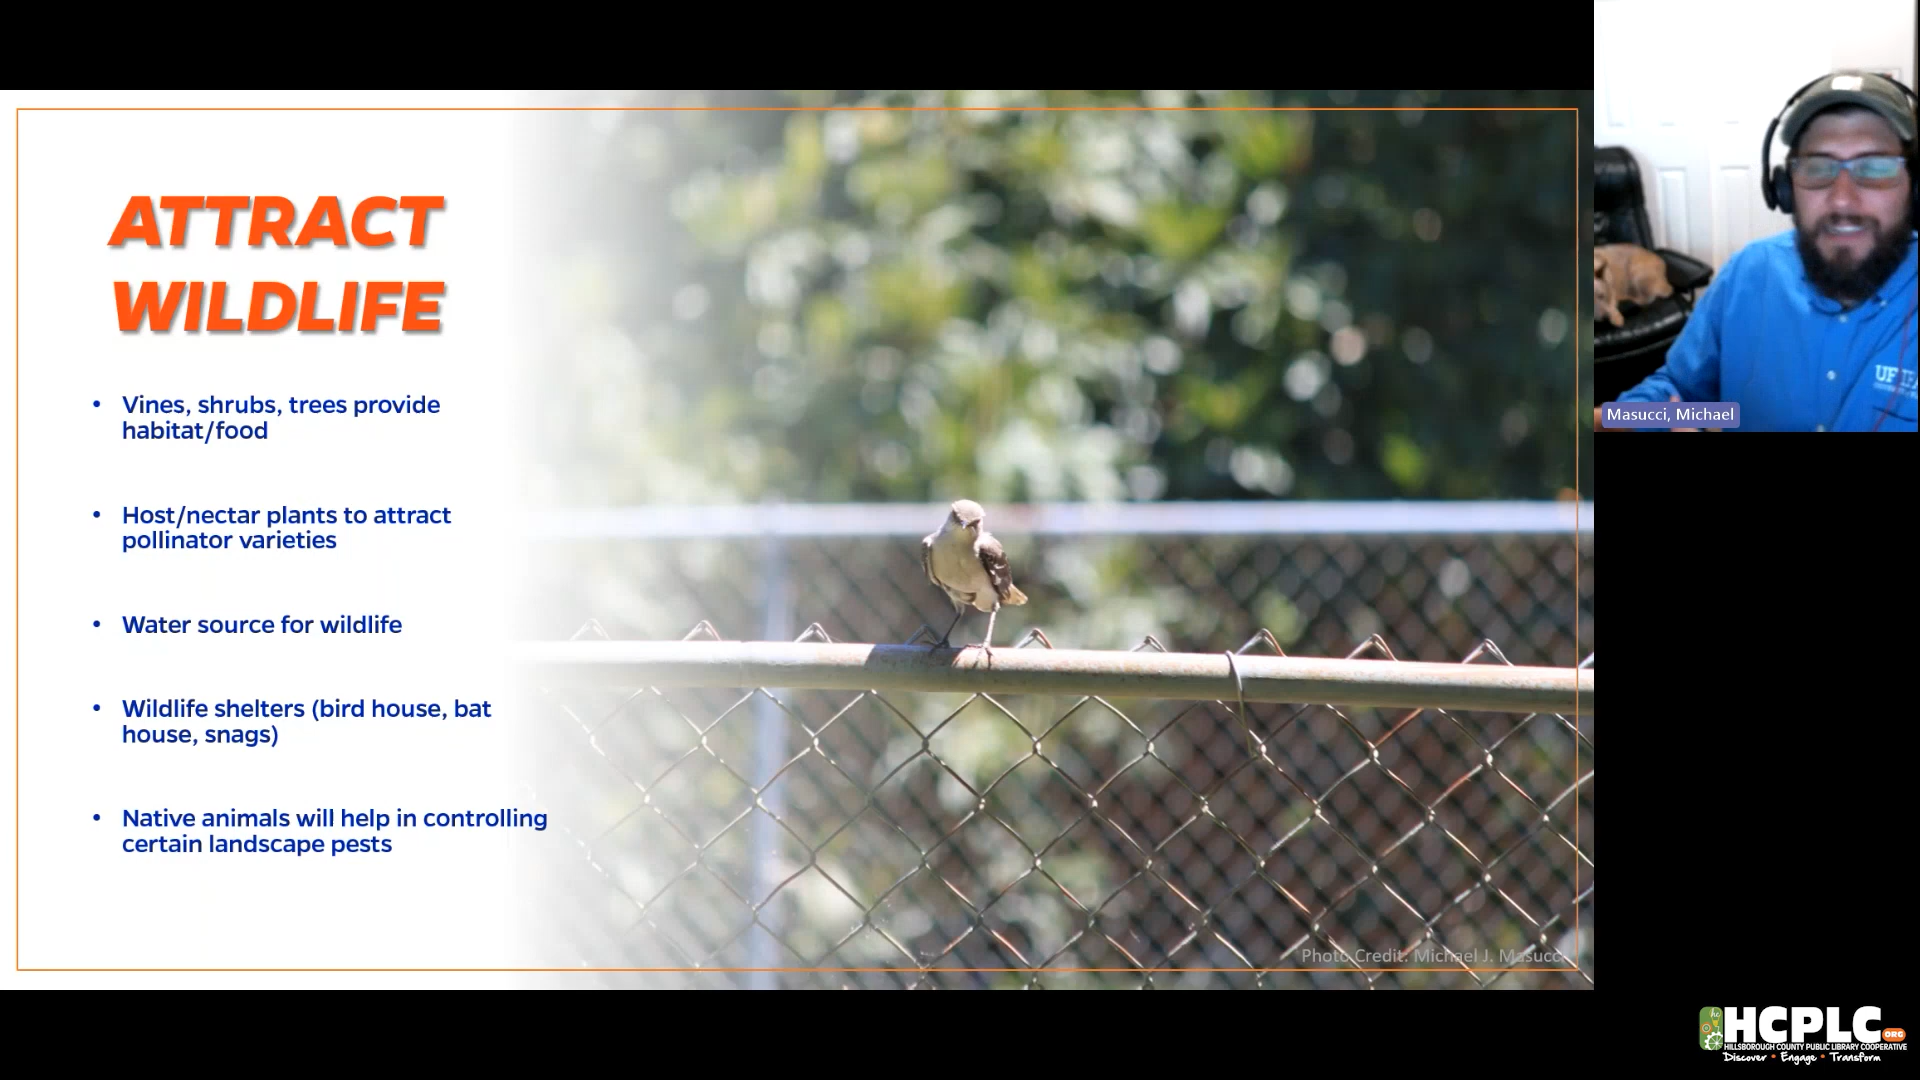 ATTRACT
WILDLIFE
• Vines, shrubs, trees provide
habitat/food
• Host/nectar plants to attract
pollinator varieties
• Water source for wildlife
• Wildlife shelters (bird house, bat
house, snags)
• Native animals will help in controlling
certain landscape pests
Photo Credit: Michael J. Masucci
Masucci, Michael
HCPLC.ORG
HILLSBOROUGH COUNTY PUBLIC LIBRARY COOPERATIVE
Discover • Engage • Transform